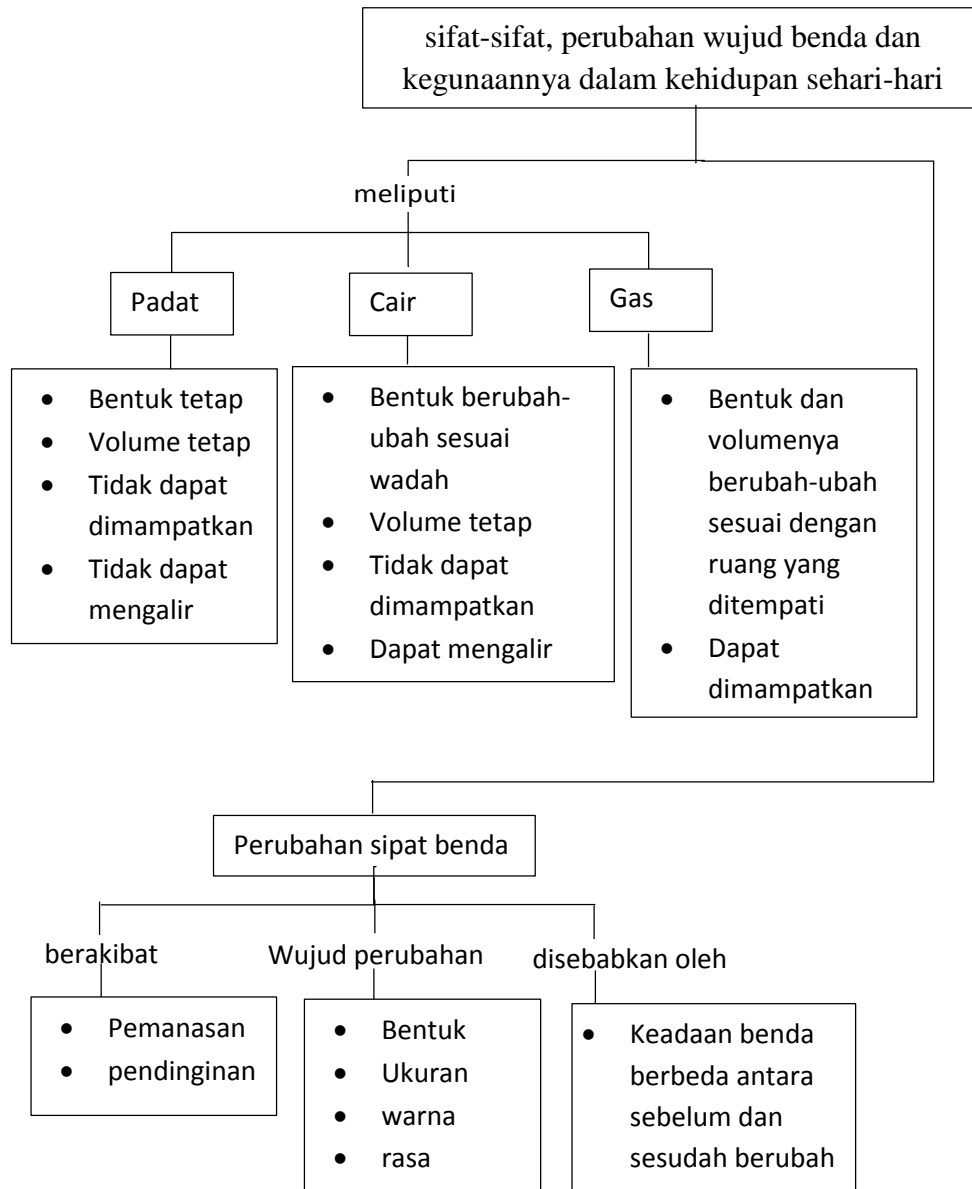 sifat-sifat, perubahan wujud benda dan
kegunaannya dalam kehidupan sehari-hari
meliputi
Padat
Cair
Gas
• Bentuk tetap
• Volume tetap
• Tidak dapat
dimampatkan
• Tidak dapat
mengalir
• Bentuk berubah-
ubah sesuai
wadah
• Volume tetap
• Tidak dapat
dimampatkan
• Dapat mengalir
• Bentuk dan
volumenya
berubah-ubah
sesuai dengan
ruang yang
ditempati
• Dapat
dimampatkan
Perubahan sipat benda
berakibat
Wujud perubahan
disebabkan oleh
• Pemanasan
• pendinginan
• Bentuk
• Ukuran
• warna
• rasa
• Keadaan benda
berbeda antara
sebelum dan
sesudah berubah